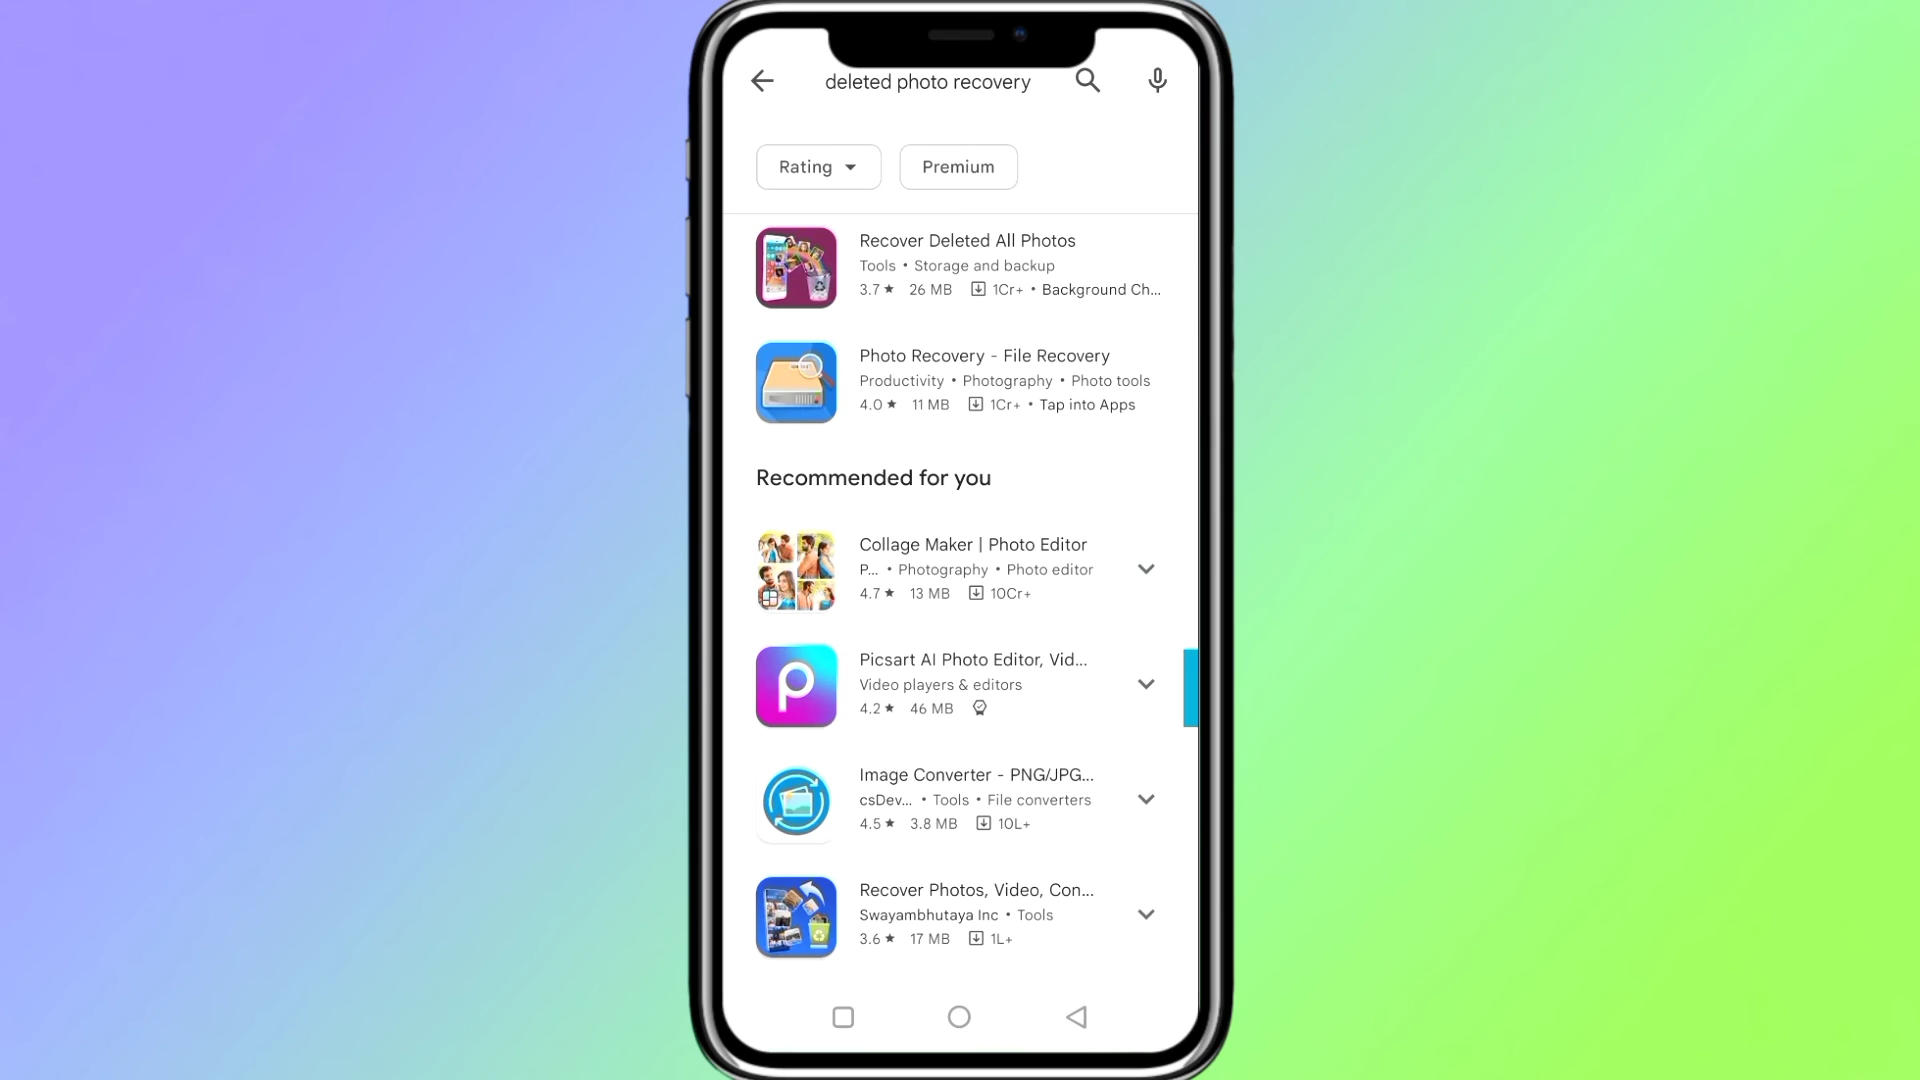 deleted photo recovery
Rating
Premium
Recover Deleted All Photos
Tools • Storage and backup
3.7★ 26 MB 1Cr+ • Background Ch...
Photo Recovery - File Recovery
Productivity • Photography • Photo tools
4.0★ 11 MB 1Cr+ • Tap into Apps
Recommended for you
Collage Maker | Photo Editor
P... • Photography • Photo editor
4.7★ 13 MB 10Cr+
Picsart AI Photo Editor, Vid...
Video players & editors
4.2★ 46 MB
Image Converter - PNG/JPG...
csDev... • Tools • File converters
4.5★ 3.8 MB 10L+
Recover Photos, Video, Con...
Swayambhutaya Inc • Tools
3.6★ 17 MB 1L+